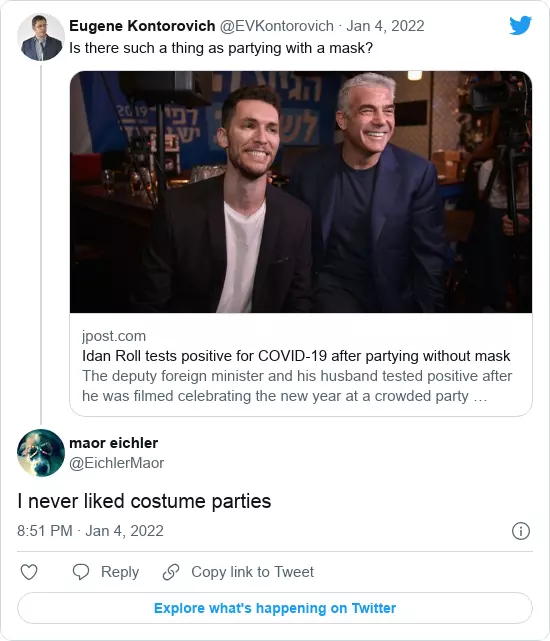 Eugene Kontorovich @EVKontorovich · Jan 4, 2022
Is there such a thing as partying with a mask?
2019
jpost.com
Idan Roll tests positive for COVID-19 after partying without mask
The deputy foreign minister and his husband tested positive after
he was filmed celebrating the new year at a crowded party …
maor eichler
@EichlerMaor
I never liked costume parties
8:51 PM · Jan 4, 2022
Reply
Copy link to Tweet
Explore what's happening on Twitter